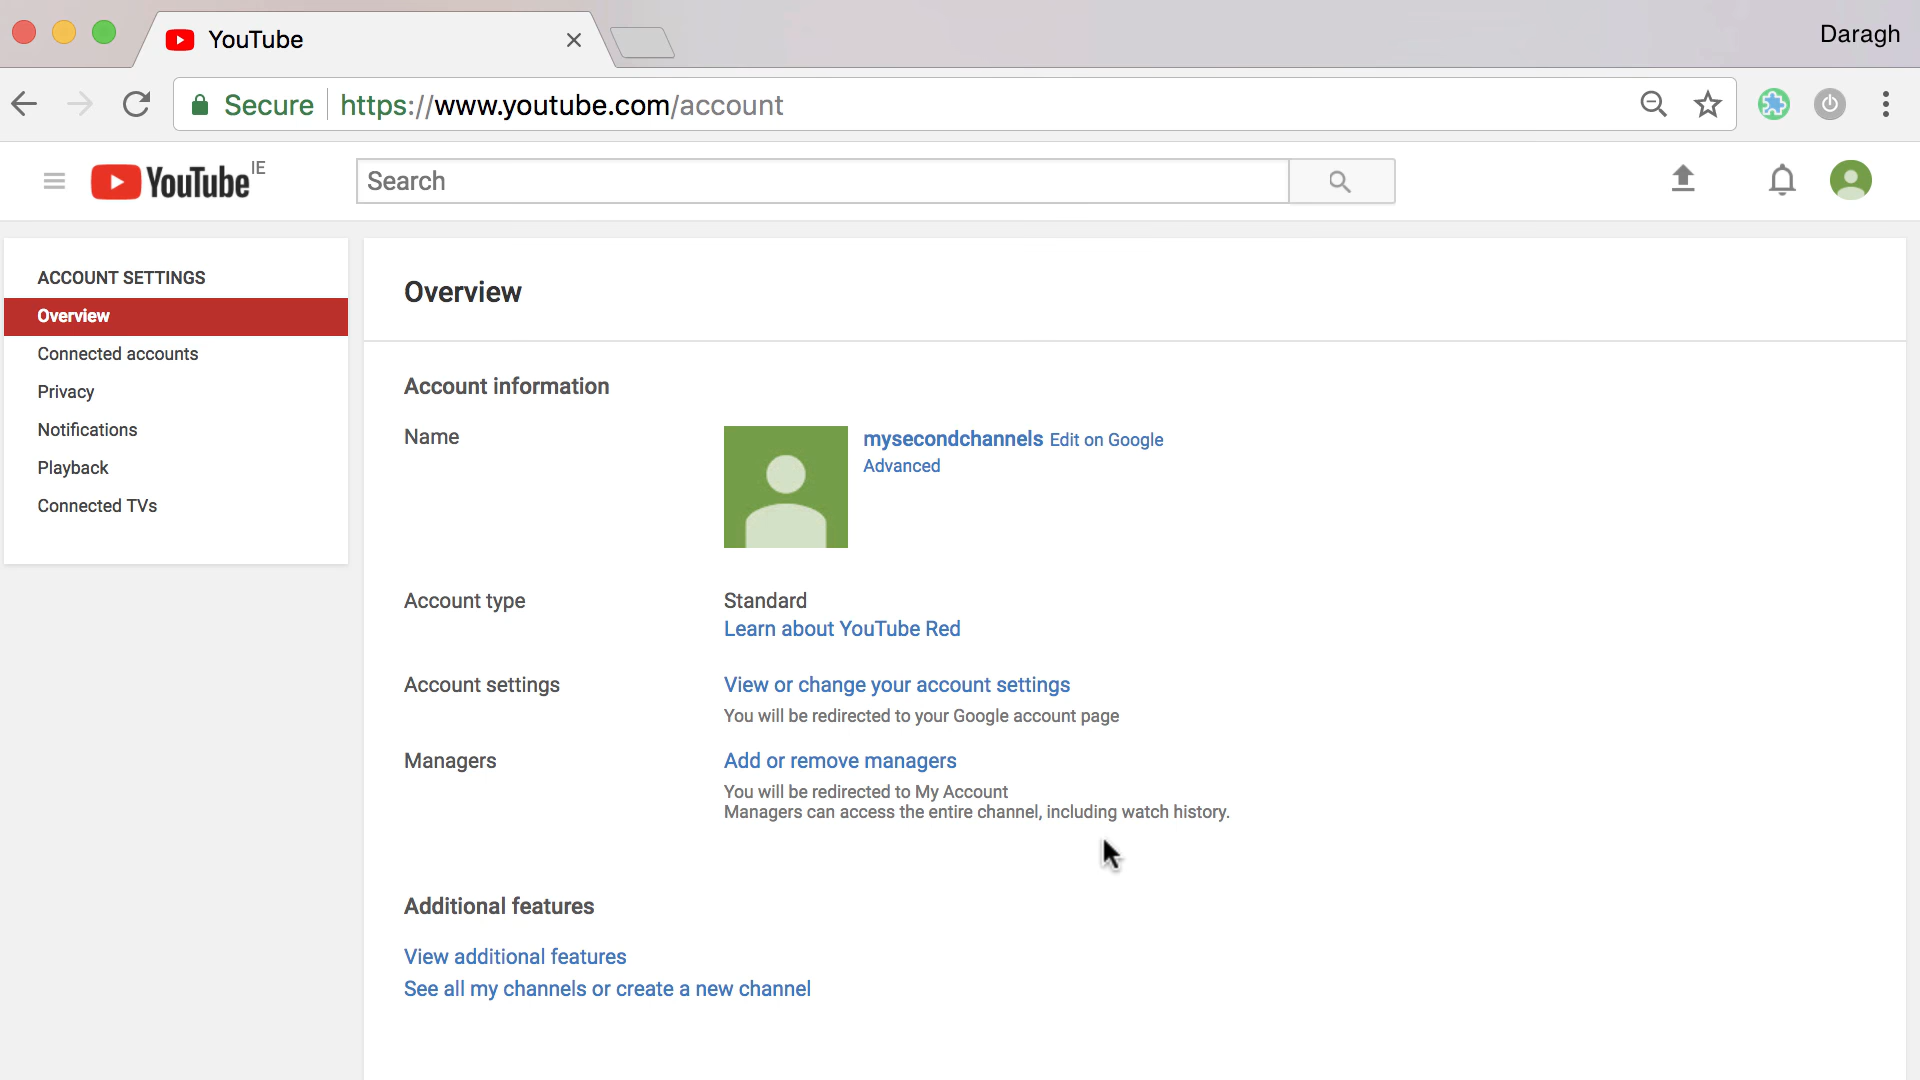 YouTube
Daragh
Secure
https://www.youtube.com/account
YouTube IE
Search
ACCOUNT SETTINGS
Overview
Connected accounts
Privacy
Notifications
Playback
Connected TVs
Overview
Account information
Name
mysecondchannels Edit on Google
Advanced
Account type
Standard
Learn about YouTube Red
Account settings
View or change your account settings
You will be redirected to your Google account page
Managers
Add or remove managers
You will be redirected to My Account
Managers can access the entire channel, including watch history.
Additional features
View additional features
See all my channels or create a new channel